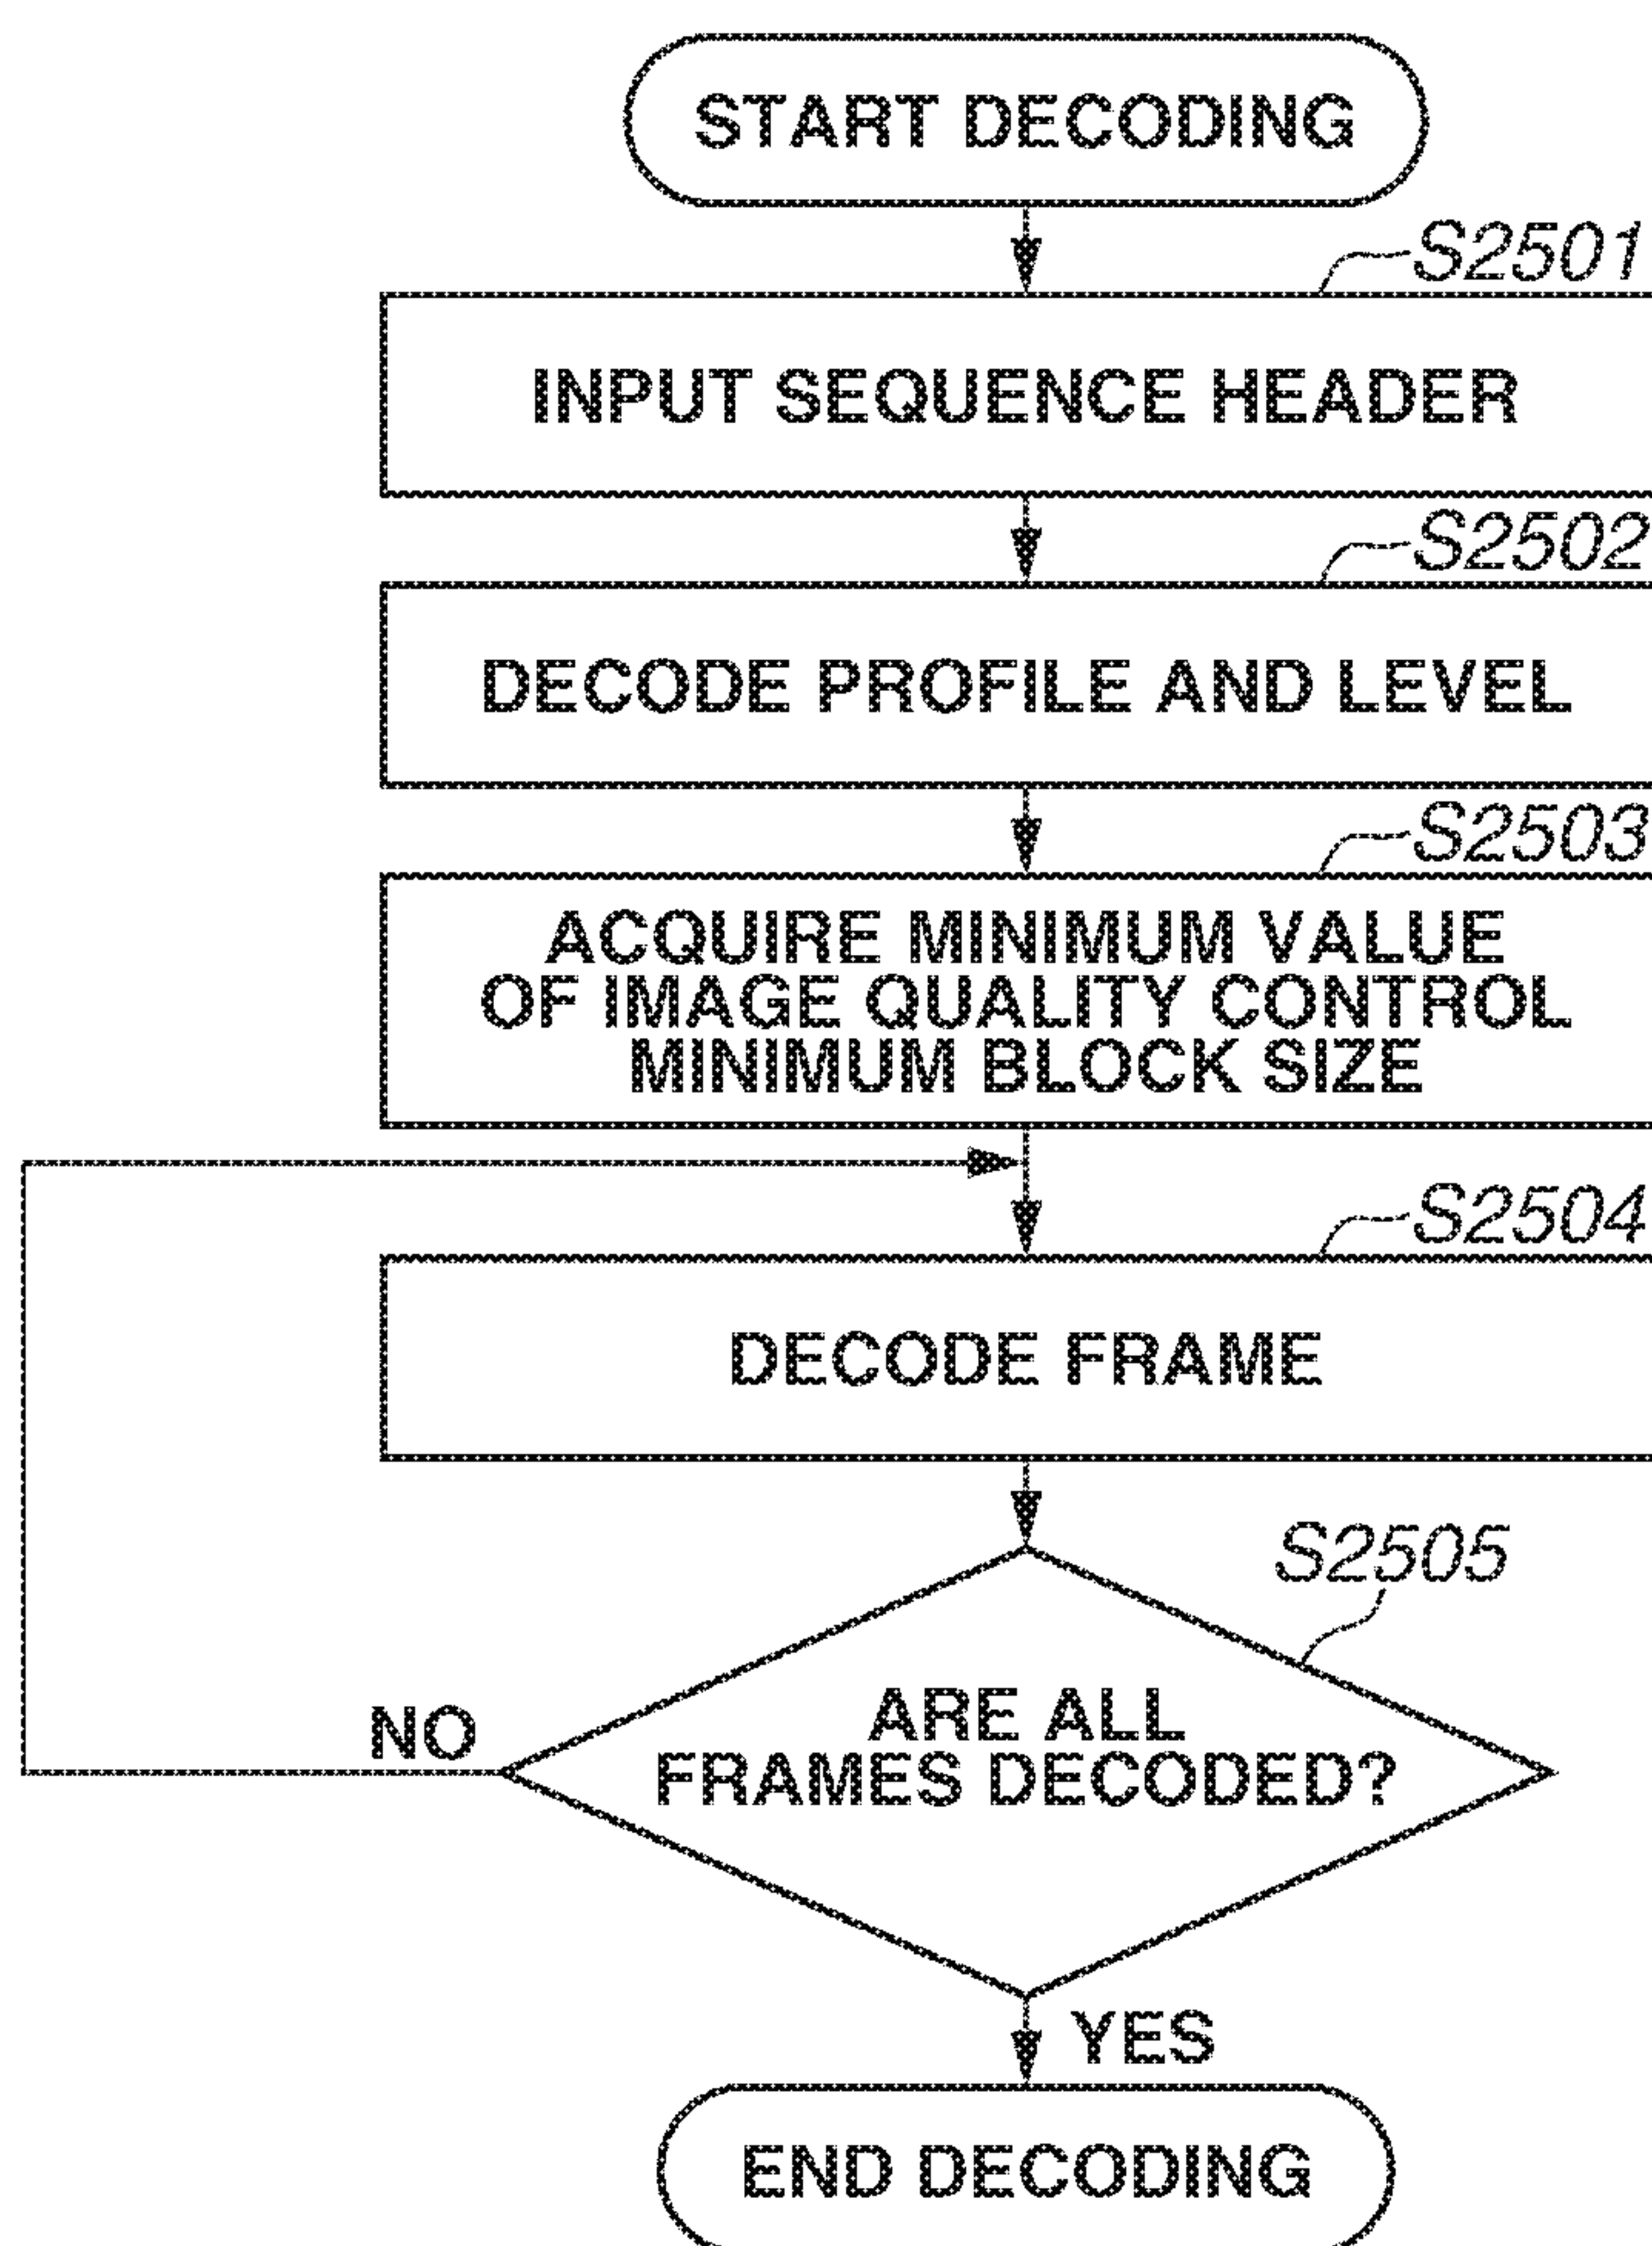 START DECODING
S2501
INPUT SEQUENCE HEADER
S2502
DECODE PROFILE AND LEVEL
S2503
ACQUIRE MINIMUM VALUE
OF IMAGE QUALITY CONTROL
MINIMUM BLOCK SIZE
S2504
DECODE FRAME
S2505
ARE ALL
FRAMES DECODED?
NO
YES
END DECODING